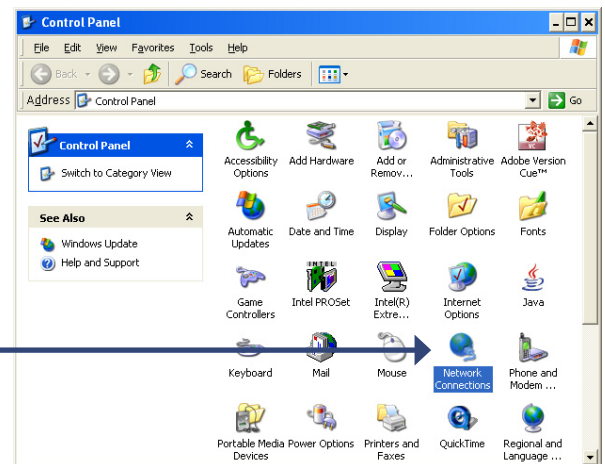 Control Panel
File Edit View Favorites Tools Help
Back Search Folders
Address Control Panel Go
Control Panel
Switch to Category View
See Also
Windows Update
Help and Support
Accessibility Options
Add Hardware
Add or Remov...
Administrative Tools
Adobe Version Cue™
Automatic Updates
Date and Time
Display
Folder Options
Fonts
Game Controllers
Intel PROSet
Intel(R) Extre...
Internet Options
Java
Keyboard
Mail
Mouse
Network Connections
Phone and Modem ...
Portable Media Devices
Power Options
Printers and Faxes
QuickTime
Regional and Language ...